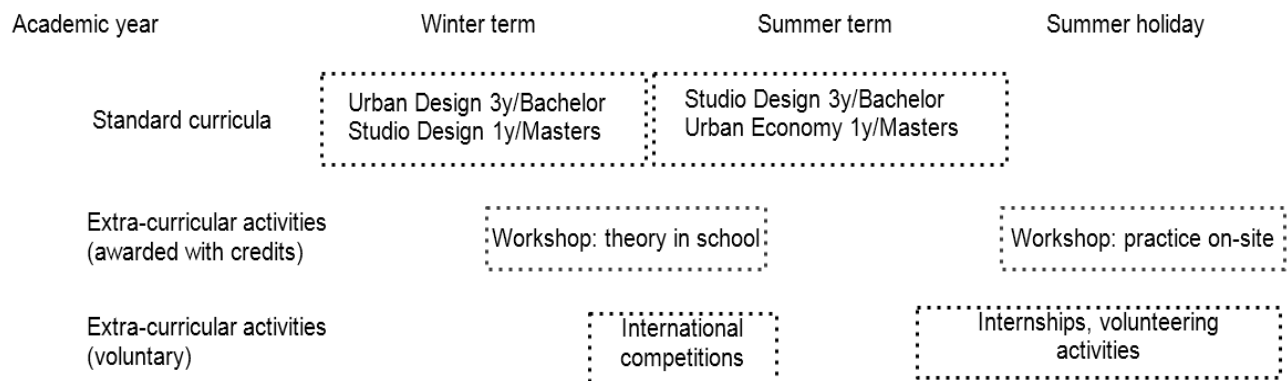 Academic year Winter term Summer term Summer holiday
Standard curricula
Urban Design 3y/Bachelor
Studio Design 1y/Masters
Studio Design 3y/Bachelor
Urban Economy 1y/Masters
Extra-curricular activities
(awarded with credits)
Workshop: theory in school
Workshop: practice on-site
Extra-curricular activities
(voluntary)
International
competitions
Internships, volunteering
activities